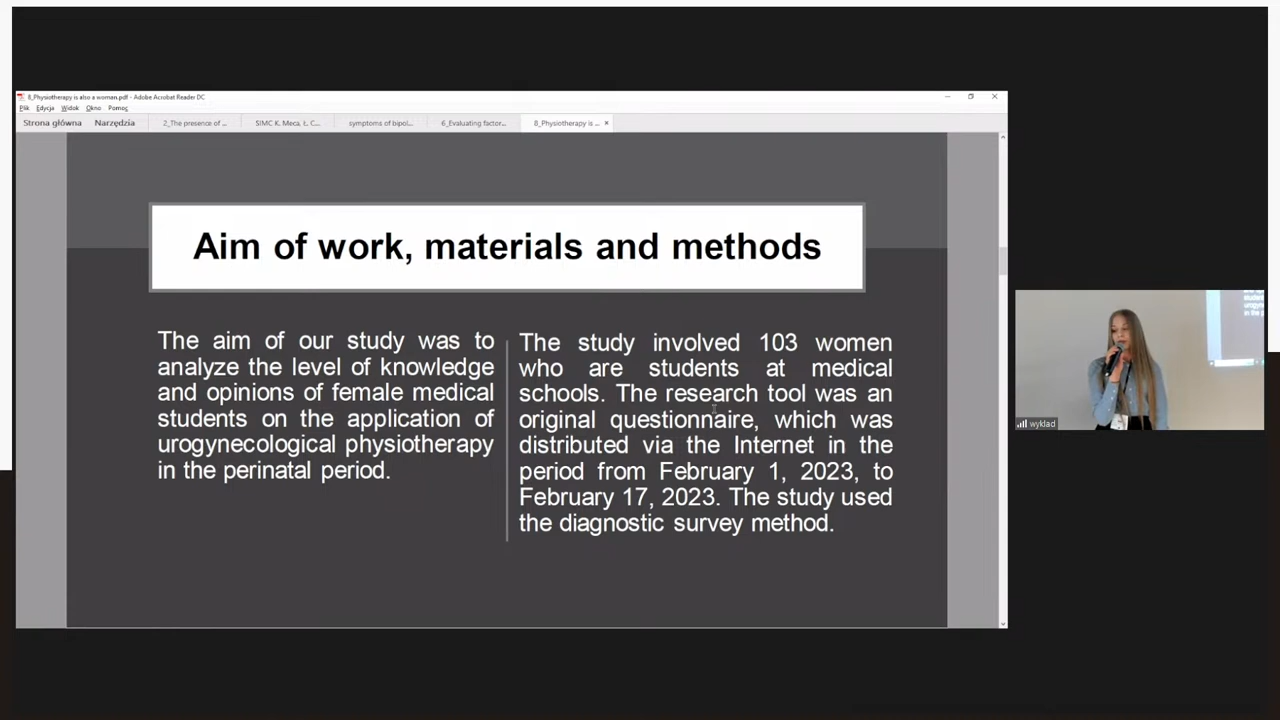 8_Physiotherapy is also a woman.pdf - Adobe Acrobat Reader DC
Plik Edycja Widok Okno Pomoc
Strona główna Narzędzia 2_The presence of ... SIMC K. Meca, Ł. C... symptoms of bipol... 6_Evaluating factor... 8_Physiotherapy is ... ×
Aim of work, materials and methods
The aim of our study was to
analyze the level of knowledge
and opinions of female medical
students on the application of
urogynecological physiotherapy
in the perinatal period.
The study involved 103 women
who are students at medical
schools. The research tool was an
original questionnaire, which was
distributed via the Internet in the
period from February 1, 2023, to
February 17, 2023. The study used
the diagnostic survey method.
wykład